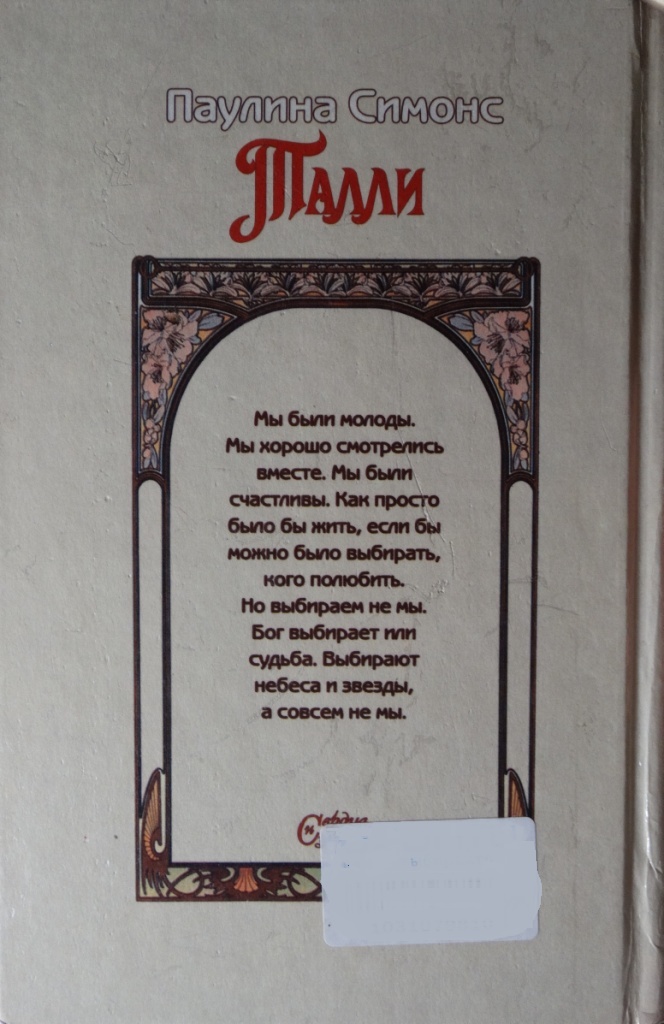 Паулина Симонс
Талли
Мы были молоды.
Мы хорошо смотрелись
вместе. Мы были
счастливы. Как просто
было бы жить, если бы
можно было выбирать,
кого полюбить.
Но выбираем не мы.
Бог выбирает или
судьба. Выбирают
небеса и звезды,
а совсем не мы.